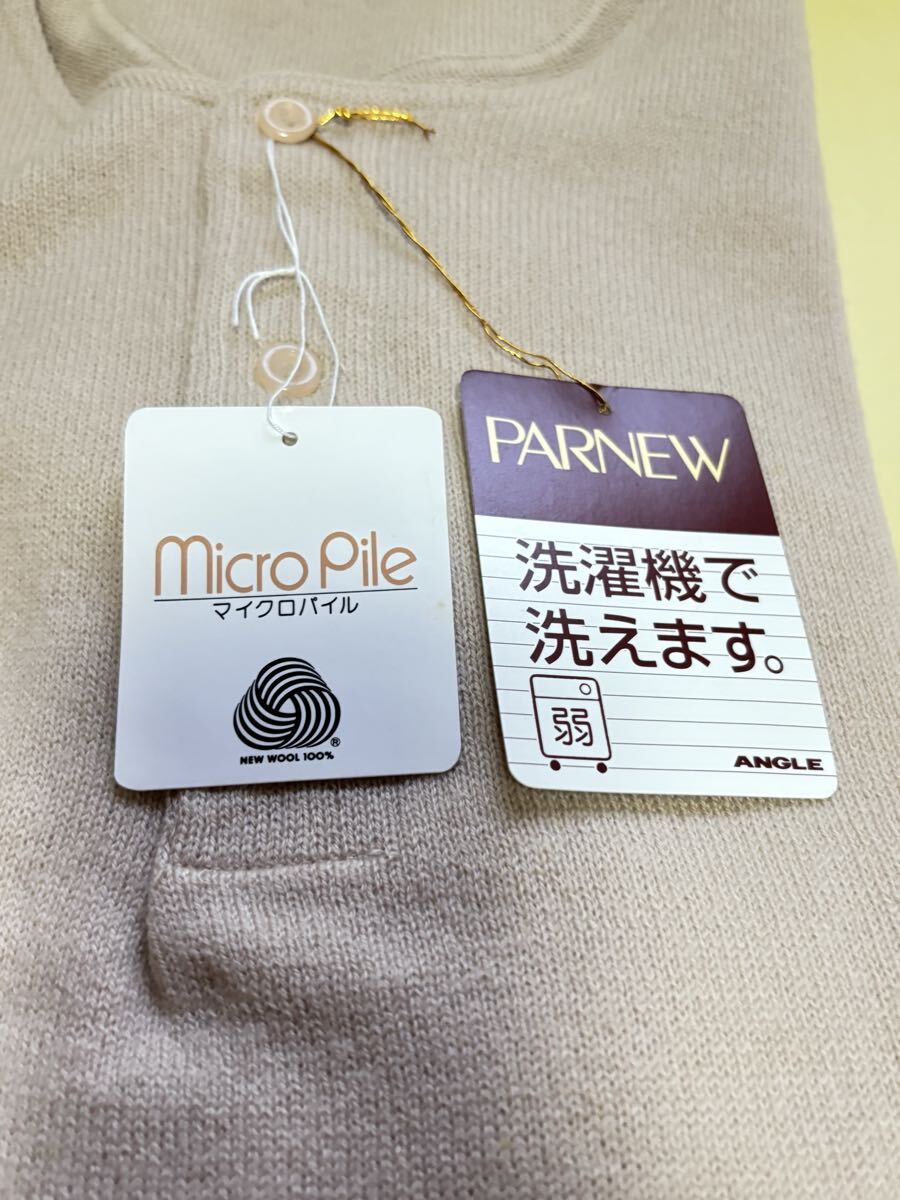 micro Pile
マイクロパイル
®
NEW WOOL 100%
PARNEW
洗濯機で
洗えます。
弱
ANGLE